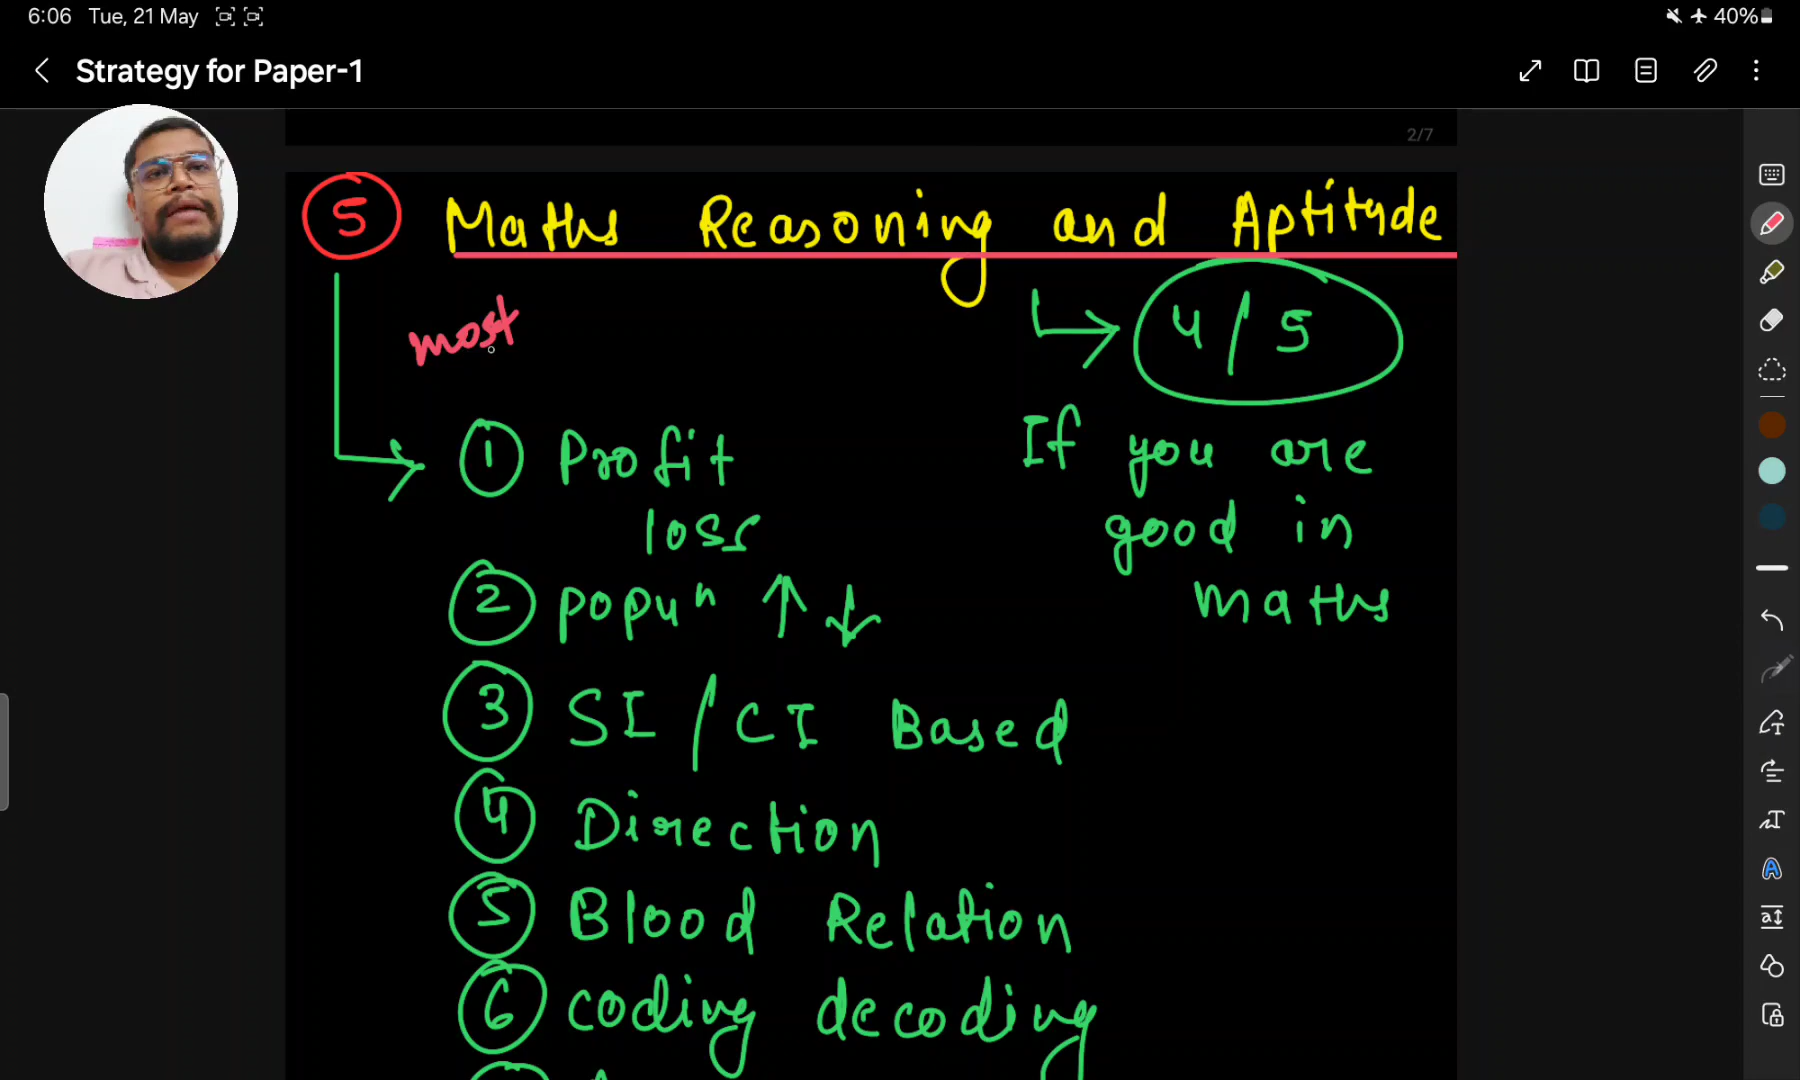 6:06 Tue, 21 May 40%
Strategy for Paper-1
2/7
5 Maths Reasoning and Aptitude
most
4/5
1 Profit
loss
If you are
good in
maths
2 popuⁿ ↑ ↓
3 SI/CI Based
4 Direction
5 Blood Relation
6 coding decoding